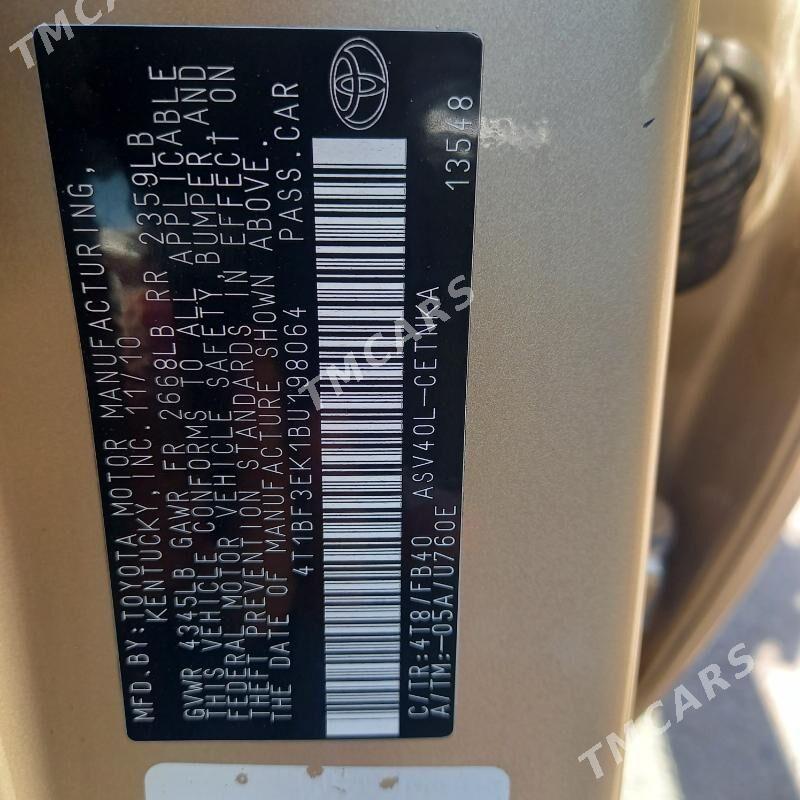 MFD.BY:TOYOTA MOTOR MANUFACTURING,
KENTUCKY,INC.11/10
GVWR 4345LB GAWR FR 2668LB RR 2359LB
THIS VEHICLE CONFORMS TO ALL APPLICABLE
FEDERAL MOTOR VEHICLE SAFETY,BUMPER,AND
THEFT PREVENTION STANDARDS IN EFFECT ON
THE DATE OF MANUFACTURE SHOWN ABOVE.
4T1BF3EK1BU198064 PASS.CAR
C/TR:4T8/FB40 ASV40L-CETNKA 13548
A/TM:-05A/U760E
TMCARS
TMCARS
TMCARS